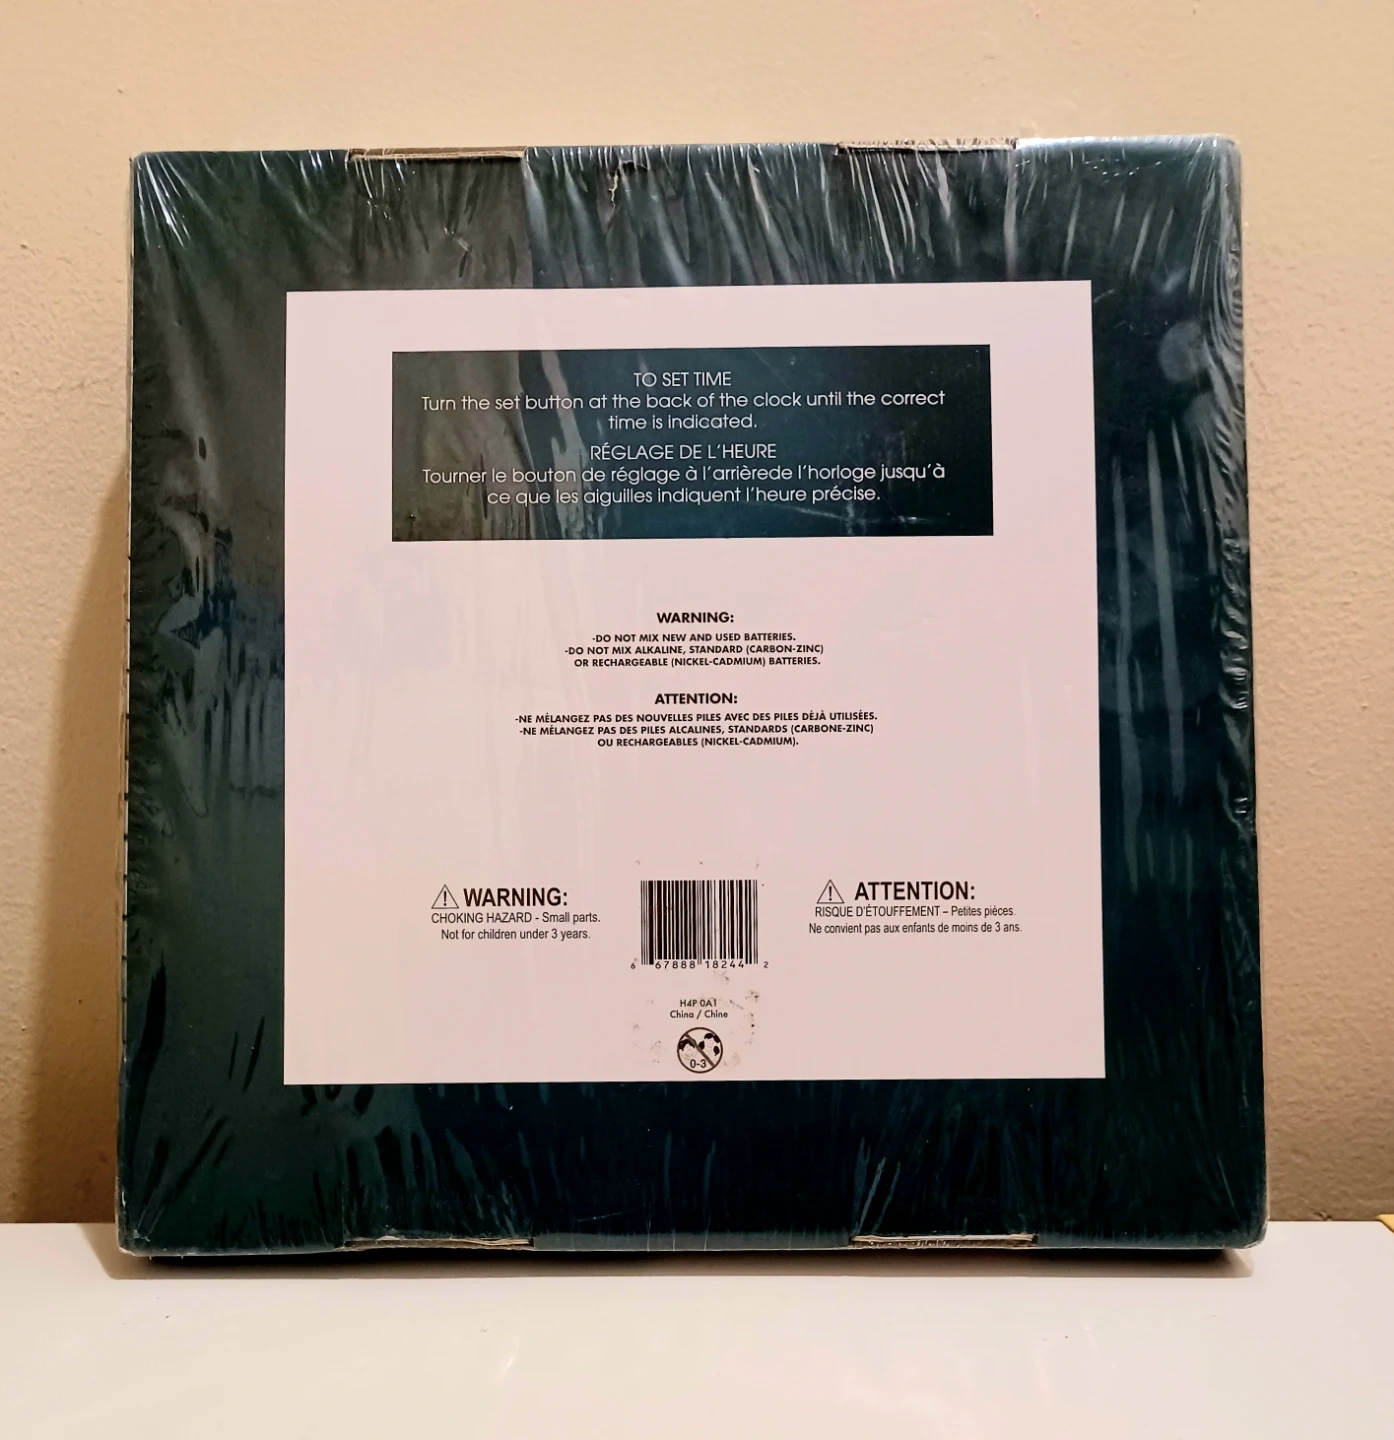 TO SET TIME
Turn the set button at the back of the clock until the correct
time is indicated.
RÉGLAGE DE L'HEURE
Tourner le bouton de réglage à l'arrièrede l'horloge jusqu'à
ce que les aiguilles indiquent l'heure précise.
WARNING:
-DO NOT MIX NEW AND USED BATTERIES.
-DO NOT MIX ALKALINE, STANDARD (CARBON-ZINC)
OR RECHARGEABLE (NICKEL-CADMIUM) BATTERIES.
ATTENTION:
-NE MÉLANGEZ PAS DES NOUVELLES PILES AVEC DES PILES DÉJÀ UTILISÉES.
-NE MÉLANGEZ PAS DES PILES ALCALINES, STANDARDS (CARBONE-ZINC)
OU RECHARGEABLES (NICKEL-CADMIUM).
WARNING:
CHOKING HAZARD - Small parts.
Not for children under 3 years.
6 67888 18244 2
ATTENTION:
RISQUE D'ÉTOUFFEMENT – Petites pièces.
Ne convient pas aux enfants de moins de 3 ans.
H4P 0A1
China / Chine
0-3